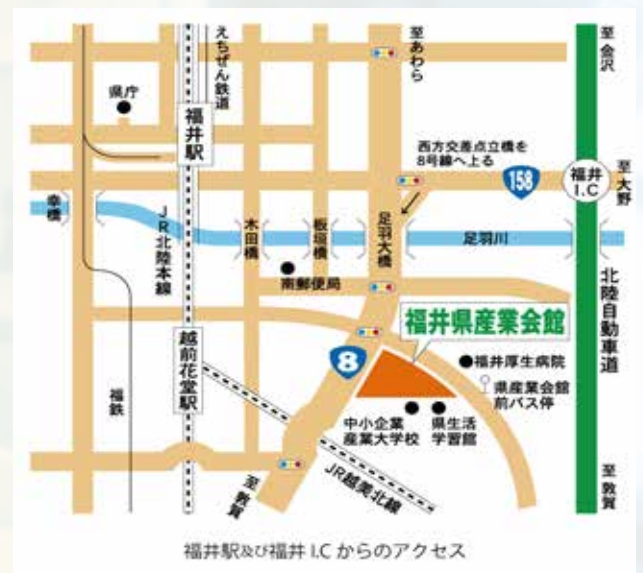 えちぜん鉄道
至あわら
至金沢
県庁
福井駅
西方交差点立橋を
8号線へ上る
158
福井
I.C
至大野
幸橋
JR北陸本線
木田橋
板垣橋
足羽大橋
足羽川
南郵便局
北陸自動車道
福井県産業会館
越前花堂駅
8
福井厚生病院
県産業会館
前バス停
福鉄
中小企業
産業大学校
県生活
学習館
至敦賀
JR越美北線
至敦賀
福井駅及び福井I.Cからのアクセス